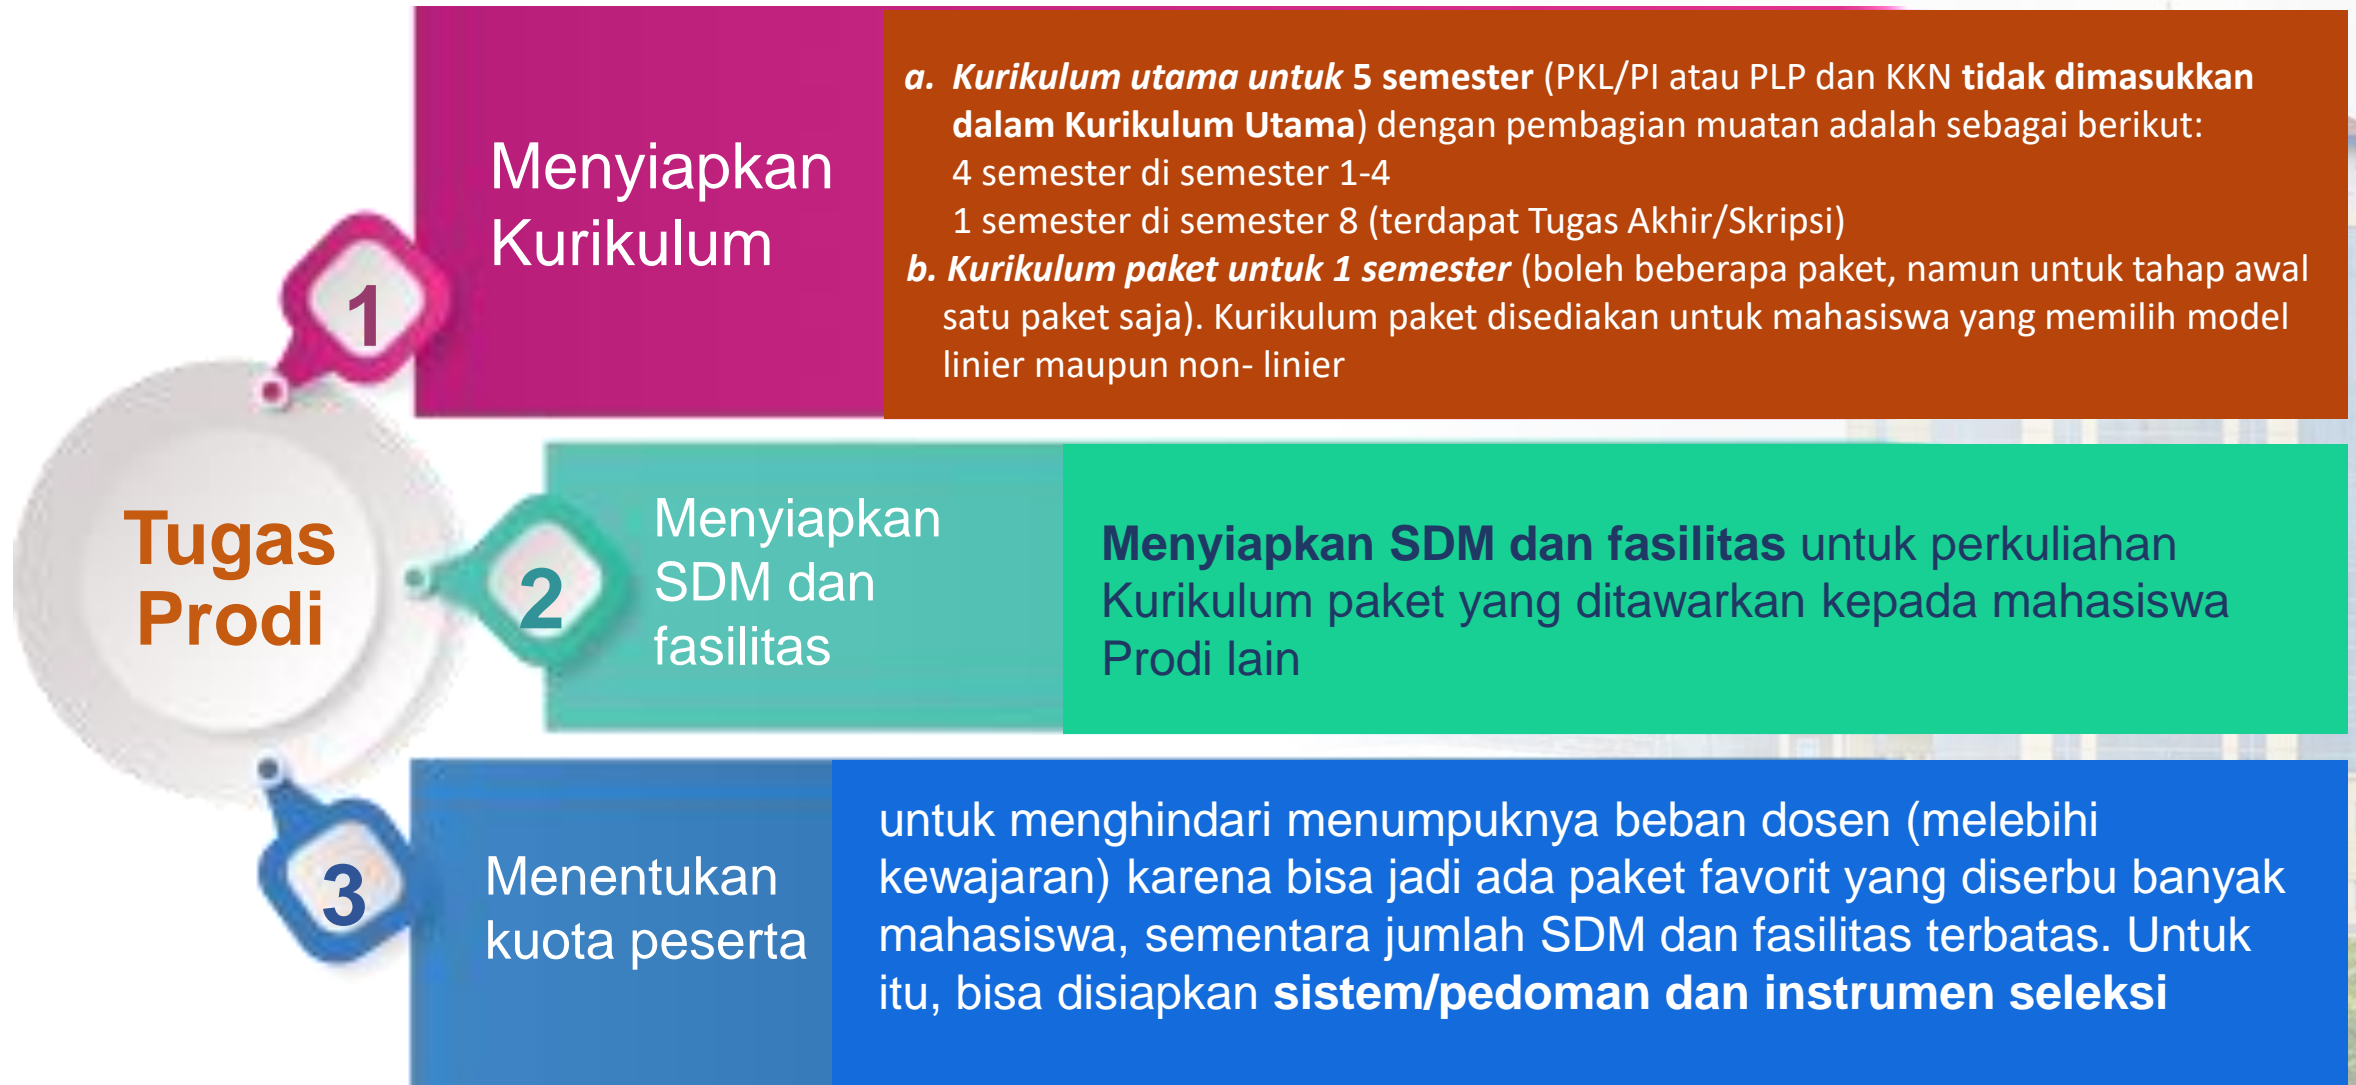 Tugas
Prodi
1
Menyiapkan
Kurikulum
a. Kurikulum utama untuk 5 semester (PKL/PI atau PLP dan KKN tidak dimasukkan
dalam Kurikulum Utama) dengan pembagian muatan adalah sebagai berikut:
4 semester di semester 1-4
1 semester di semester 8 (terdapat Tugas Akhir/Skripsi)
b. Kurikulum paket untuk 1 semester (boleh beberapa paket, namun untuk tahap awal
satu paket saja). Kurikulum paket disediakan untuk mahasiswa yang memilih model
linier maupun non- linier
2
Menyiapkan
SDM dan
fasilitas
Menyiapkan SDM dan fasilitas untuk perkuliahan
Kurikulum paket yang ditawarkan kepada mahasiswa
Prodi lain
3
Menentukan
kuota peserta
untuk menghindari menumpuknya beban dosen (melebihi
kewajaran) karena bisa jadi ada paket favorit yang diserbu banyak
mahasiswa, sementara jumlah SDM dan fasilitas terbatas. Untuk
itu, bisa disiapkan sistem/pedoman dan instrumen seleksi